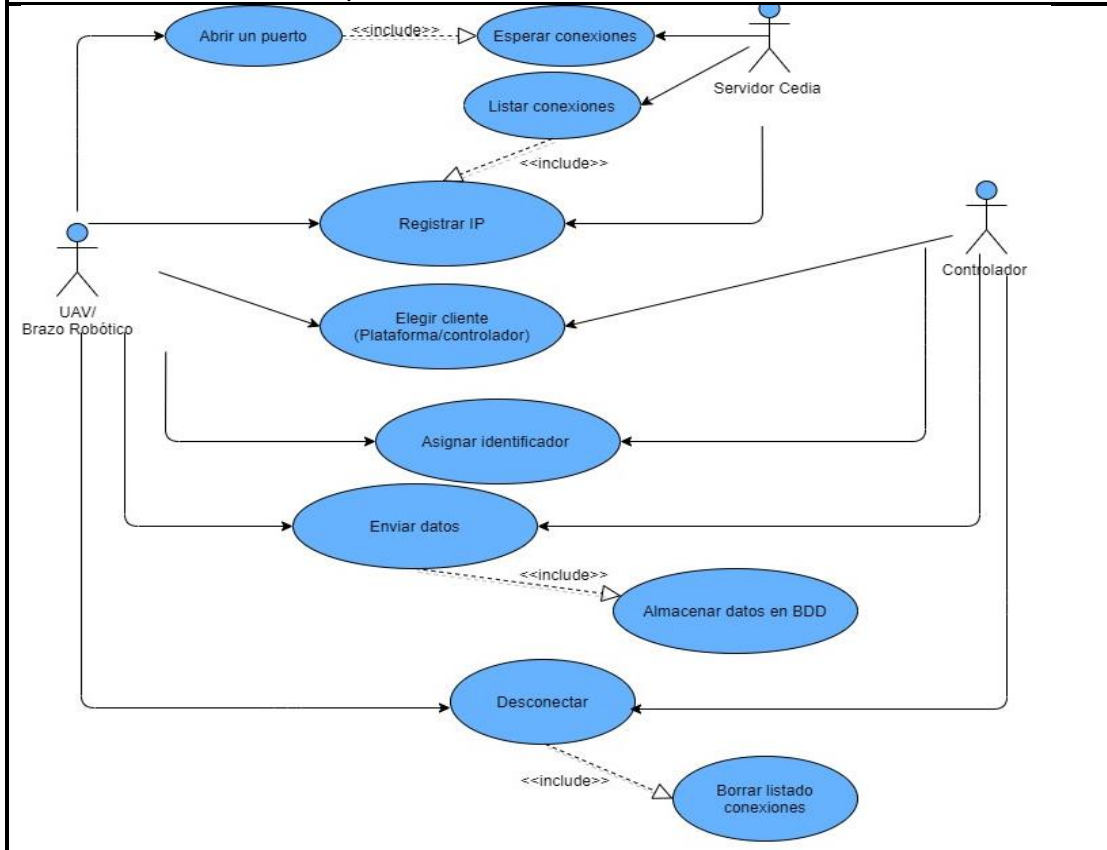 Abrir un puerto
<<include>>
Esperar conexiones
Servidor Cedia
Listar conexiones
<<include>>
Registrar IP
UAV/
Brazo Robótico
Controlador
Elegir cliente
(Plataforma/controlador)
Asignar identificador
Enviar datos
<<include>>
Almacenar datos en BDD
Desconectar
<<include>>
Borrar listado
conexiones